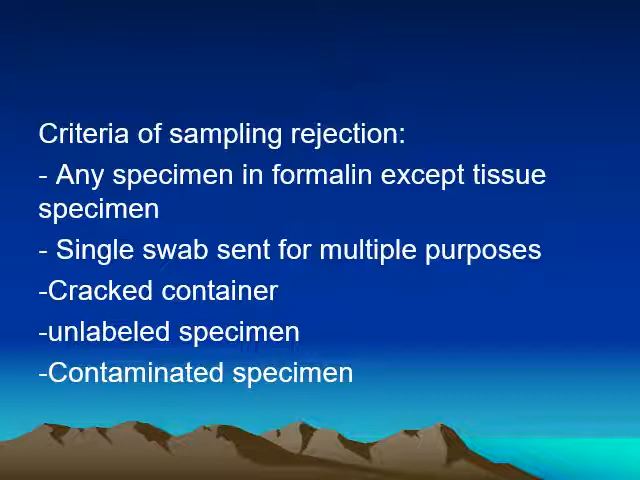 Criteria of sampling rejection:
- Any specimen in formalin except tissue
specimen
- Single swab sent for multiple purposes
-Cracked container
-unlabeled specimen
-Contaminated specimen